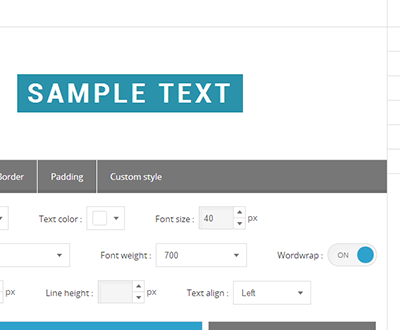 SAMPLE TEXT
Border Padding Custom style
Text color : Font size : 40 px
Font weight : 700 Wordwrap : ON
px Line height : px Text align : Left